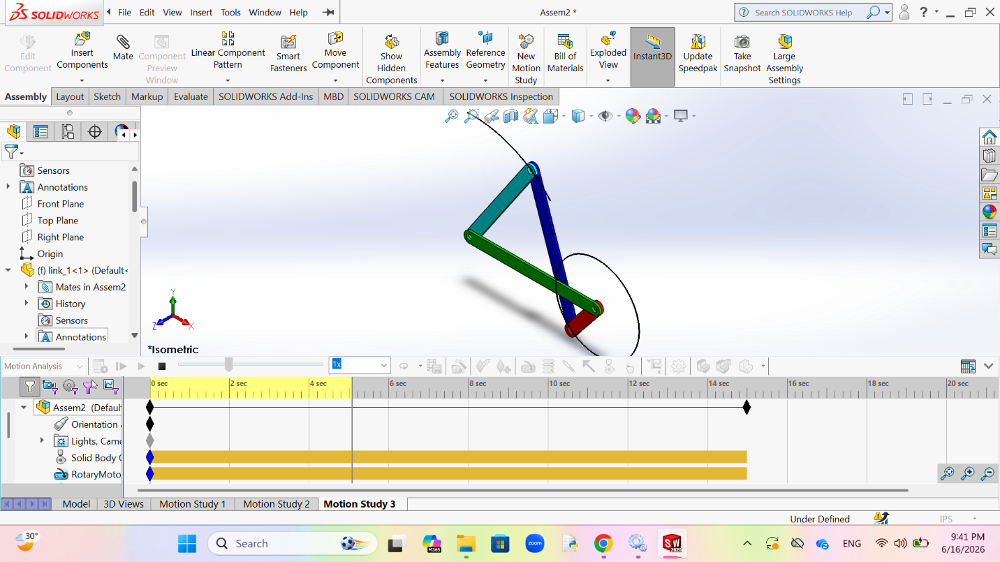 SOLIDWORKS File Edit View Insert Tools Window Help Assem2 * Search SOLIDWORKS Help ?
Edit Component
Insert Components
Mate
Component Preview Window
Linear Component Pattern
Smart Fasteners
Move Component
Show Hidden Components
Assembly Features
Reference Geometry
New Motion Study
Bill of Materials
Exploded View
Instant3D
Update Speedpak
Take Snapshot
Large Assembly Settings
Assembly Layout Sketch Markup Evaluate SOLIDWORKS Add-Ins MBD SOLIDWORKS CAM SOLIDWORKS Inspection
Sensors
Annotations
Front Plane
Top Plane
Right Plane
Origin
(f) link_1<1> (Default<
Mates in Assem2
History
Sensors
Annotations
Y
Z X
*Isometric
Motion Analysis 1x
0 sec 2 sec 4 sec 6 sec 8 sec 10 sec 12 sec 14 sec 16 sec 18 sec 20 sec
Assem2 (Defaul
Orientation
Lights, Came
Solid Body C
RotaryMoto
Model 3D Views Motion Study 1 Motion Study 2 Motion Study 3
Under Defined IPS -
30° Search M365 zoom SW 2020 ENG 9:41 PM
6/16/2026